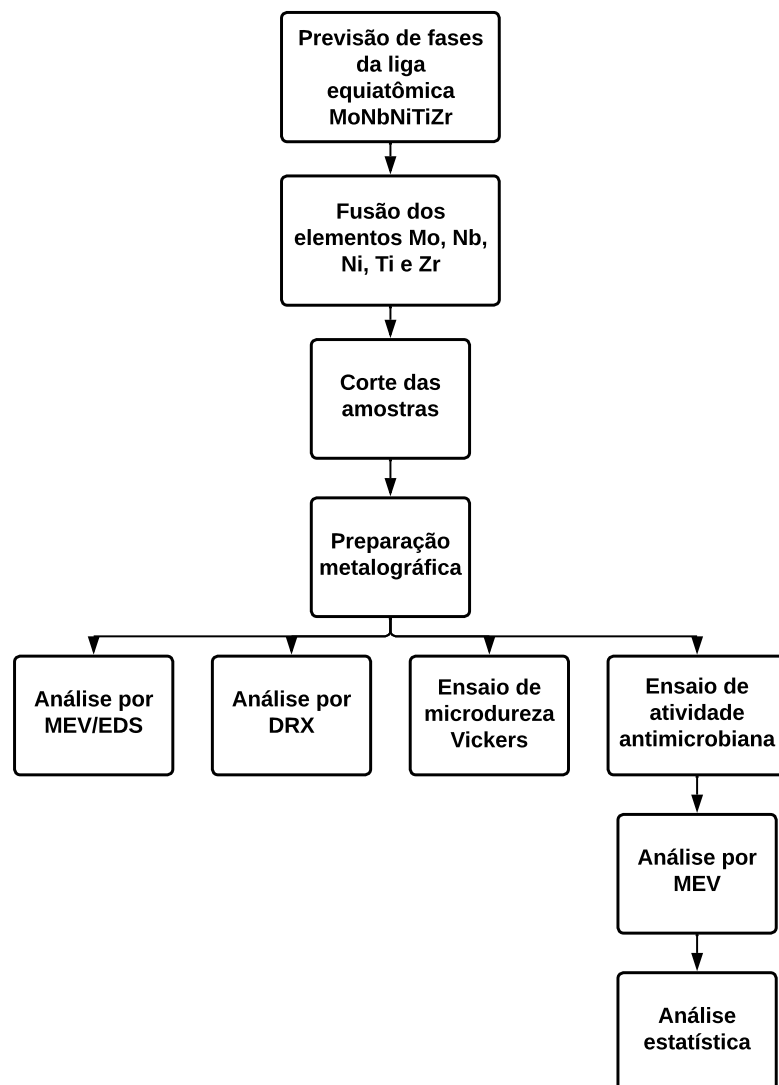 Previsão de fases
da liga
equiatômica
MoNbNiTiZr
Fusão dos
elementos Mo, Nb,
Ni, Ti e Zr
Corte das
amostras
Preparação
metalográfica
Análise por
MEV/EDS
Análise por
DRX
Ensaio de
microdureza
Vickers
Ensaio de
atividade
antimicrobiana
Análise por
MEV
Análise
estatística